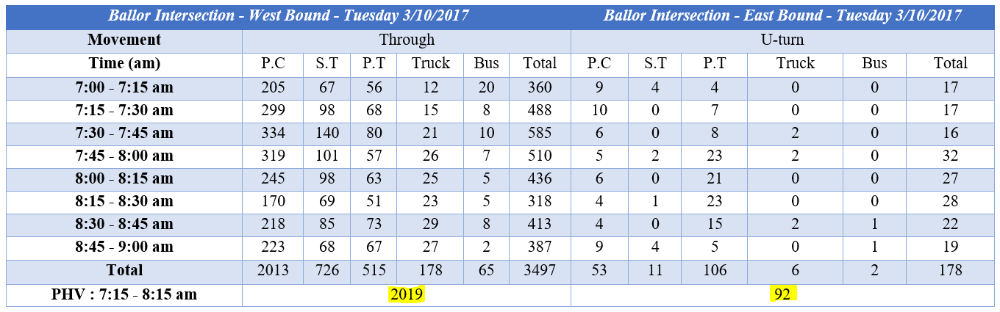 Ballor Intersection - West Bound - Tuesday 3/10/2017 Ballor Intersection - East Bound - Tuesday 3/10/2017
Movement Through U-turn
Time (am) P.C S.T P.T Truck Bus Total P.C S.T P.T Truck Bus Total
7:00 - 7:15 am 205 67 56 12 20 360 9 4 4 0 0 17
7:15 - 7:30 am 299 98 68 15 8 488 10 0 7 0 0 17
7:30 - 7:45 am 334 140 80 21 10 585 6 0 8 2 0 16
7:45 - 8:00 am 319 101 57 26 7 510 5 2 23 2 0 32
8:00 - 8:15 am 245 98 63 25 5 436 6 0 21 0 0 27
8:15 - 8:30 am 170 69 51 23 5 318 4 1 23 0 0 28
8:30 - 8:45 am 218 85 73 29 8 413 4 0 15 2 1 22
8:45 - 9:00 am 223 68 67 27 2 387 9 4 5 0 1 19
Total 2013 726 515 178 65 3497 53 11 106 6 2 178
PHV : 7:15 - 8:15 am 2019 92